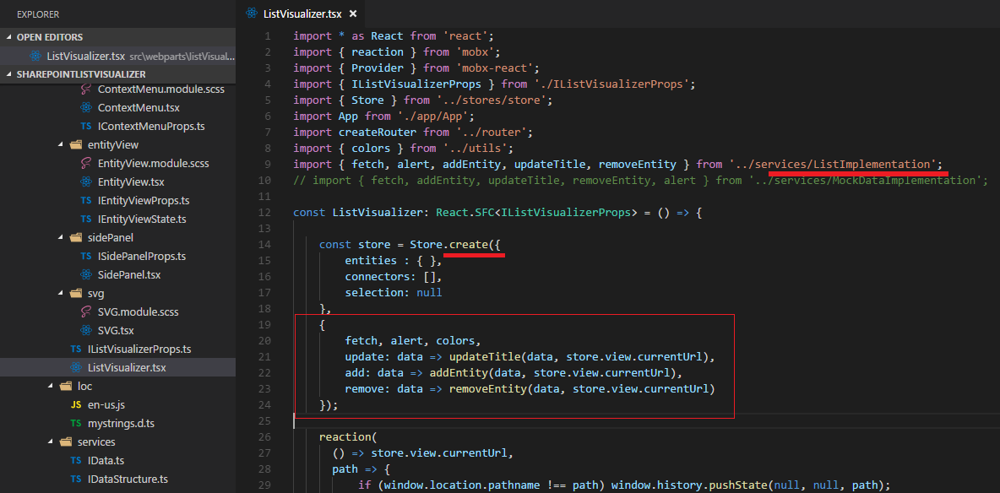 EXPLORER
OPEN EDITORS
ListVisualizer.tsx src\webparts\listVisual...
SHAREPOINTLISTVISUALIZER
ContextMenu.module.scss
ContextMenu.tsx
TS IContextMenuProps.ts
entityView
EntityView.module.scss
EntityView.tsx
TS IEntityViewProps.ts
TS IEntityViewState.ts
sidePanel
TS ISidePanelProps.ts
SidePanel.tsx
svg
SVG.module.scss
SVG.tsx
TS IListVisualizerProps.ts
ListVisualizer.tsx
loc
JS en-us.js
TS mystrings.d.ts
services
TS IData.ts
TS IDataStructure.ts
ListVisualizer.tsx ×
1 import * as React from 'react';
2 import { reaction } from 'mobx';
3 import { Provider } from 'mobx-react';
4 import { IListVisualizerProps } from './IListVisualizerProps';
5 import { Store } from '../stores/store';
6 import App from './app/App';
7 import createRouter from '../router';
8 import { colors } from '../utils';
9 import { fetch, alert, addEntity, updateTitle, removeEntity } from '../services/ListImplementation';
10 // import { fetch, addEntity, updateTitle, removeEntity, alert } from '../services/MockDataImplementation';
11
12 const ListVisualizer: React.SFC<IListVisualizerProps> = () => {
13
14 const store = Store.create({
15 entities : { },
16 connectors: [],
17 selection: null
18 },
19 {
20 fetch, alert, colors,
21 update: data => updateTitle(data, store.view.currentUrl),
22 add: data => addEntity(data, store.view.currentUrl),
23 remove: data => removeEntity(data, store.view.currentUrl)
24 });
25
26 reaction(
27 () => store.view.currentUrl,
28 path => {
29 if (window.location.pathname !== path) window.history.pushState(null, null, path);